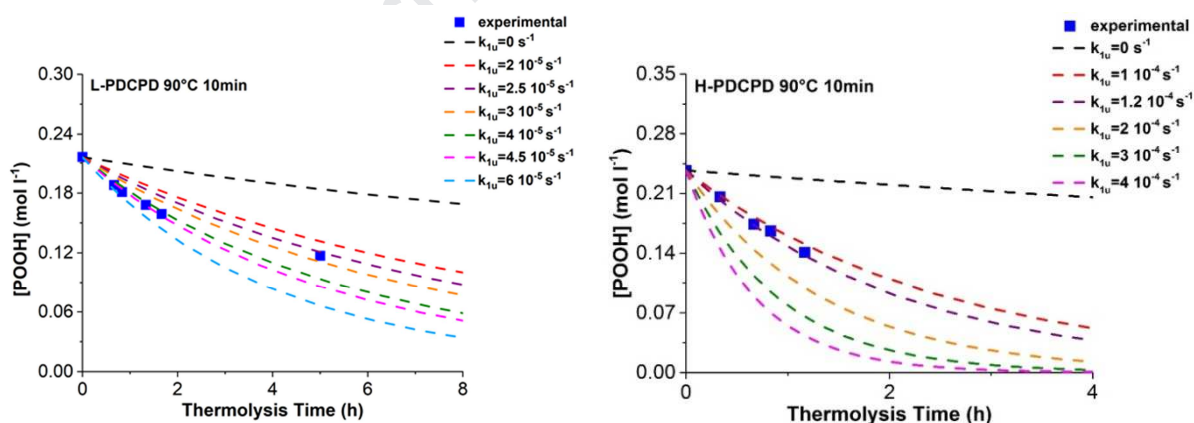 experimental
k1u=0 s-1
k1u=2 10-5 s-1
k1u=2.5 10-5 s-1
k1u=3 10-5 s-1
k1u=4 10-5 s-1
k1u=4.5 10-5 s-1
k1u=6 10-5 s-1
L-PDCPD 90°C 10min
[POOH] (mol l-1)
0.30
0.24
0.18
0.12
0.06
0.00
0 2 4 6 8
Thermolysis Time (h)
experimental
k1u=0 s-1
k1u=1 10-4 s-1
k1u=1.2 10-4 s-1
k1u=2 10-4 s-1
k1u=3 10-4 s-1
k1u=4 10-4 s-1
H-PDCPD 90°C 10min
[POOH] (mol l-1)
0.35
0.28
0.21
0.14
0.07
0.00
0 2 4
Thermolysis Time (h)